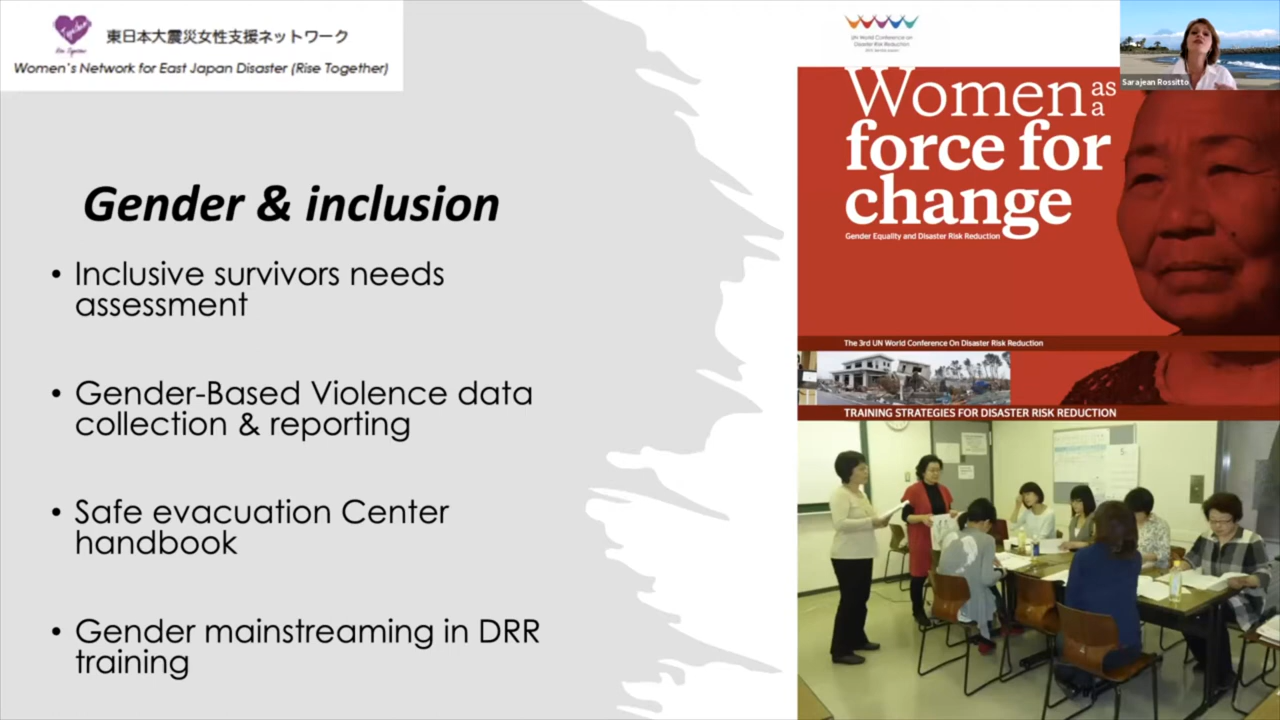 東日本大震災女性支援ネットワーク
Women's Network for East Japan Disaster (Rise Together)
Gender & inclusion
• Inclusive survivors needs
assessment
• Gender-Based Violence data
collection & reporting
• Safe evacuation Center
handbook
• Gender mainstreaming in DRR
training
UN World Conference on
Disaster Risk Reduction
Women as a
force for
change
Gender Equality and Disaster Risk Reduction
The 3rd UN World Conference On Disaster Risk Reduction
TRAINING STRATEGIES FOR DISASTER RISK REDUCTION
Sarajean Rossitto